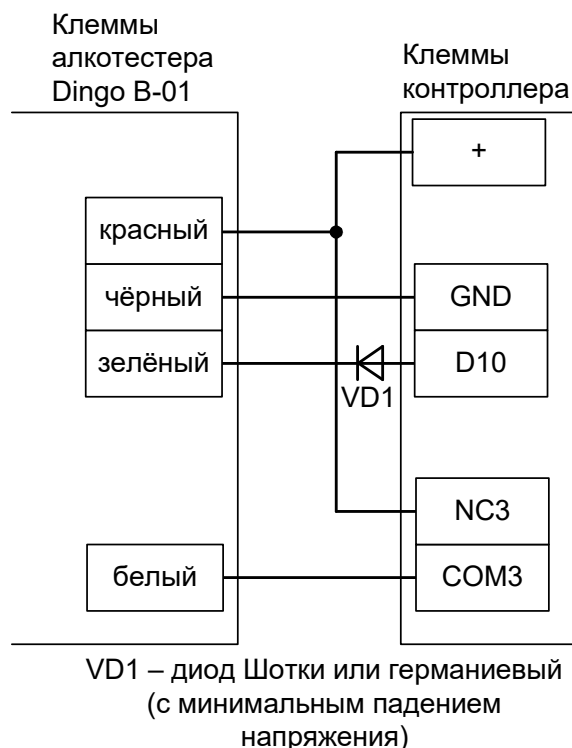 Клеммы
алкотестера
Dingo B-01
Клеммы
контроллера
+
красный
чёрный
GND
зелёный
D10
VD1
NC3
белый
COM3
VD1 – диод Шотки или германиевый
(с минимальным падением
напряжения)